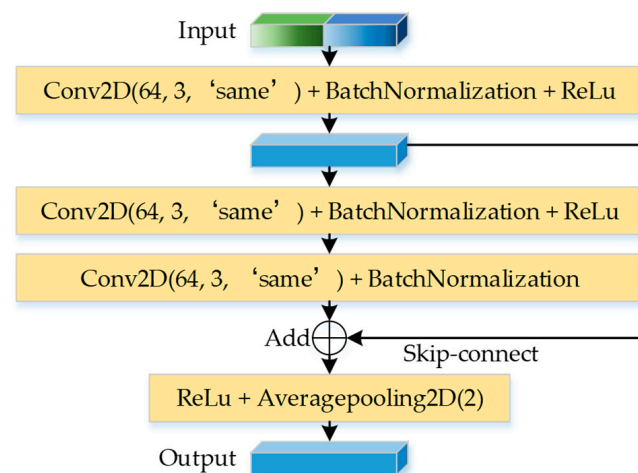 Input
Conv2D(64, 3, ‘same’) + BatchNormalization + ReLu
Conv2D(64, 3, ‘same’) + BatchNormalization + ReLu
Conv2D(64, 3, ‘same’) + BatchNormalization
Add
Skip-connect
ReLu + Averagepooling2D(2)
Output